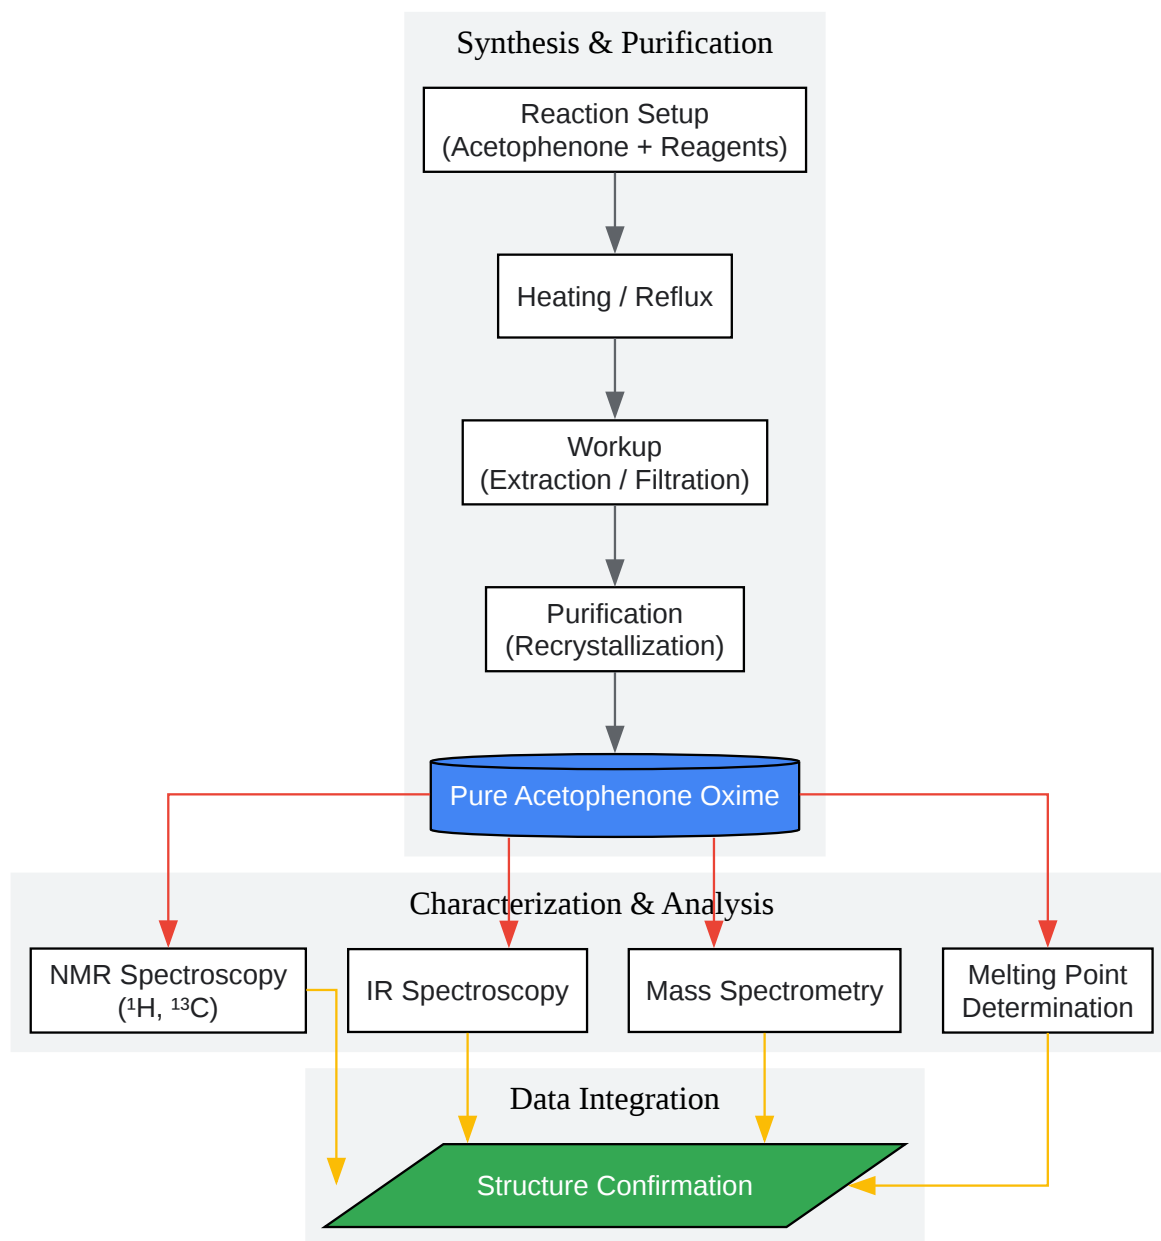 Synthesis & Purification
Reaction Setup
(Acetophenone + Reagents)
Heating / Reflux
Workup
(Extraction / Filtration)
Purification
(Recrystallization)
Pure Acetophenone Oxime
Characterization & Analysis
NMR Spectroscopy
(¹H, ¹³C)
IR Spectroscopy
Mass Spectrometry
Melting Point
Determination
Data Integration
Structure Confirmation